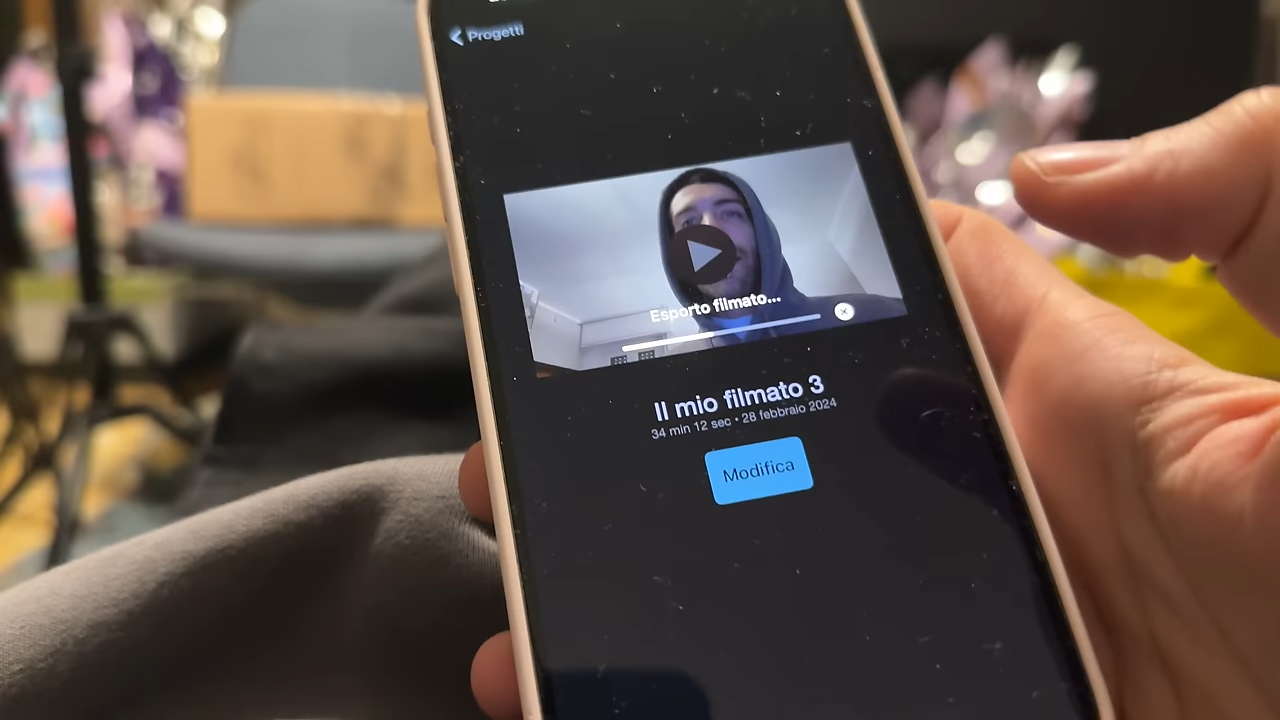 Progetti
Esporto filmato...
Il mio filmato 3
34 min 12 sec • 28 febbraio 2024
Modifica